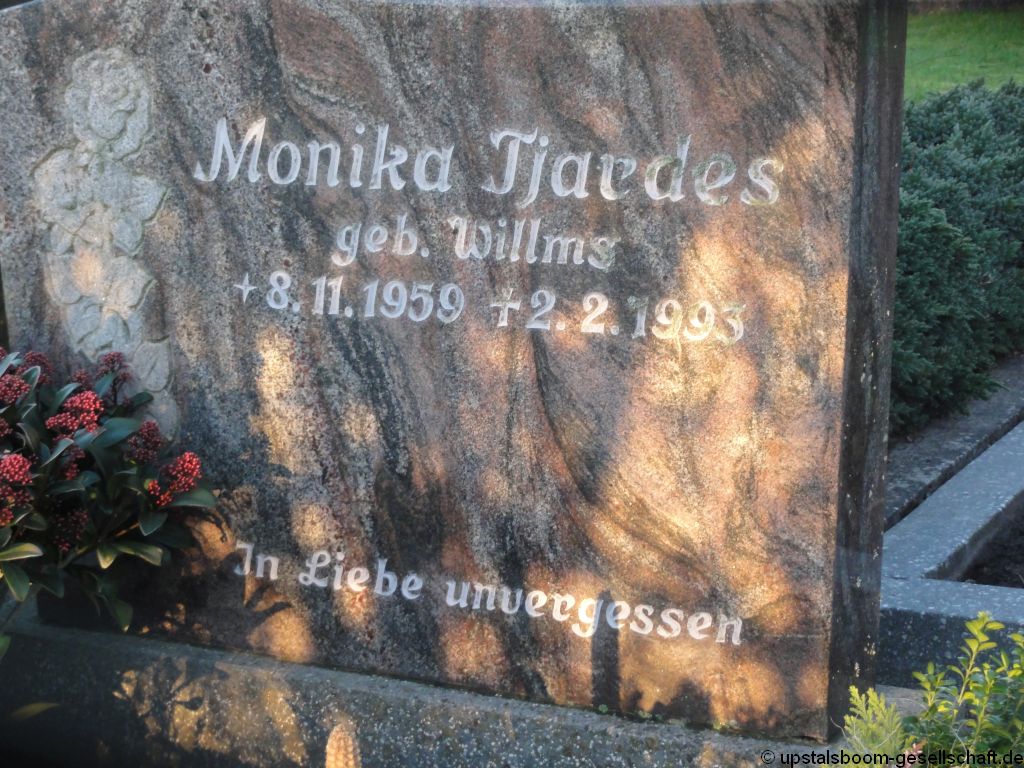 Monika Tjardes
geb. Willms
+ 8. 11. 1959 † 2. 2. 1993
In Liebe unvergessen
© upstalsboom-gesellschaft.de